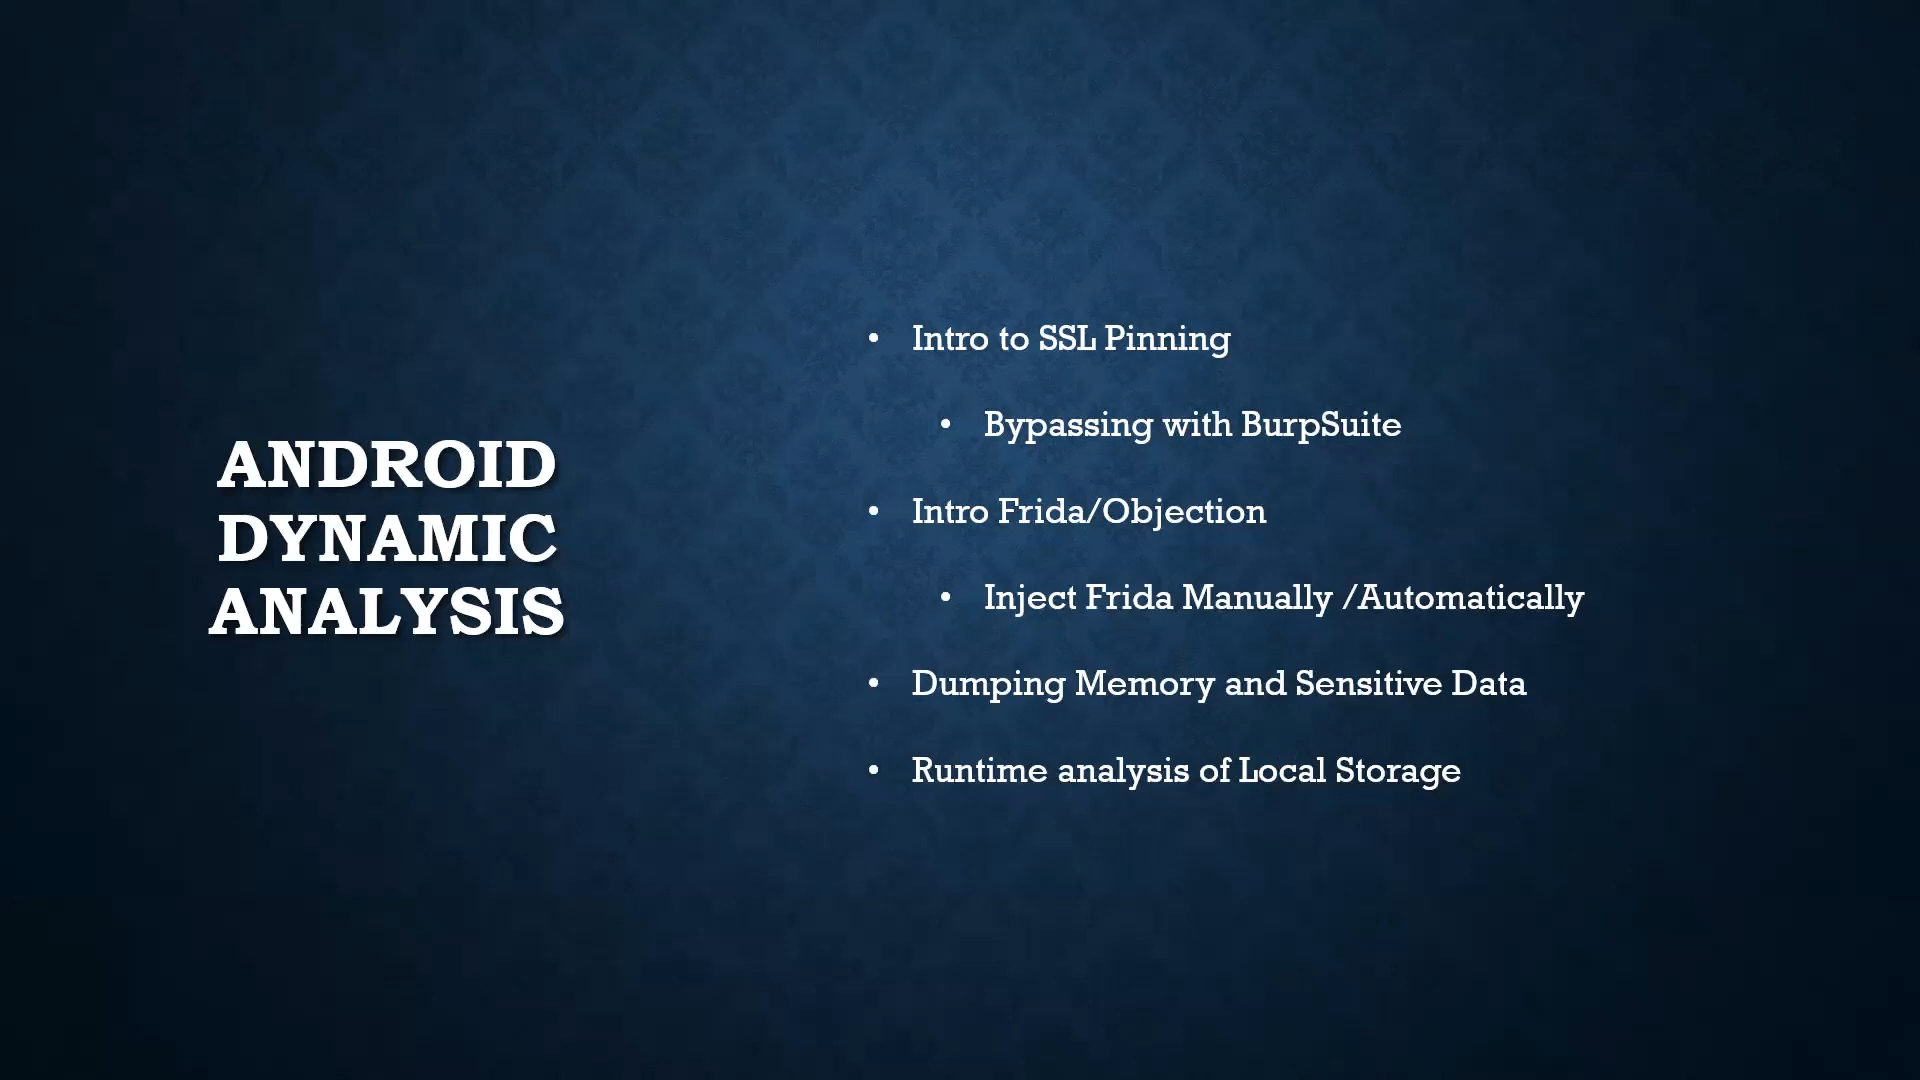 ANDROID
DYNAMIC
ANALYSIS
• Intro to SSL Pinning
• Bypassing with BurpSuite
• Intro Frida/Objection
• Inject Frida Manually /Automatically
• Dumping Memory and Sensitive Data
• Runtime analysis of Local Storage